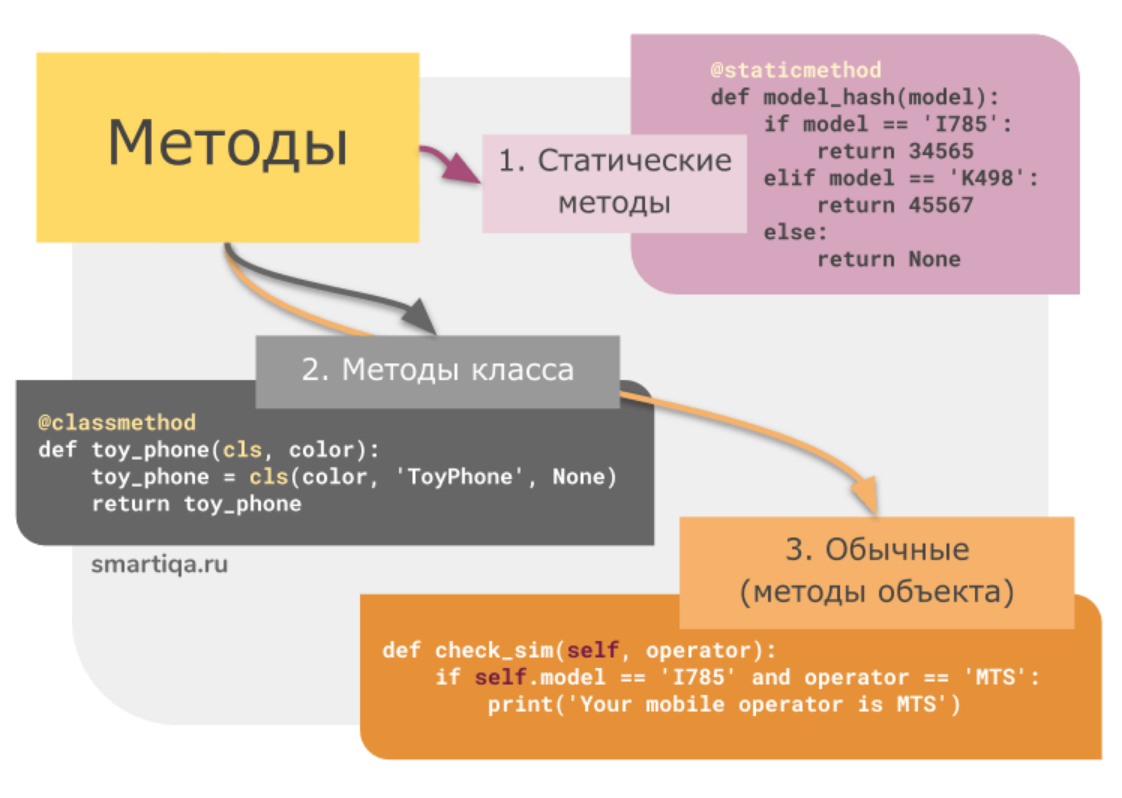 Методы
1. Статические
методы
@staticmethod
def model_hash(model):
    if model == 'I785':
        return 34565
    elif model == 'K498':
        return 45567
    else:
        return None
2. Методы класса
@classmethod
def toy_phone(cls, color):
    toy_phone = cls(color, 'ToyPhone', None)
    return toy_phone
smartiqa.ru
3. Обычные
(методы объекта)
def check_sim(self, operator):
    if self.model == 'I785' and operator == 'MTS':
        print('Your mobile operator is MTS')